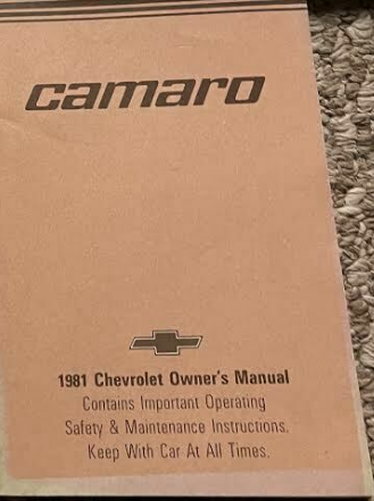 camaro
1981 Chevrolet Owner's Manual
Contains Important Operating
Safety & Maintenance Instructions.
Keep With Car At All Times.